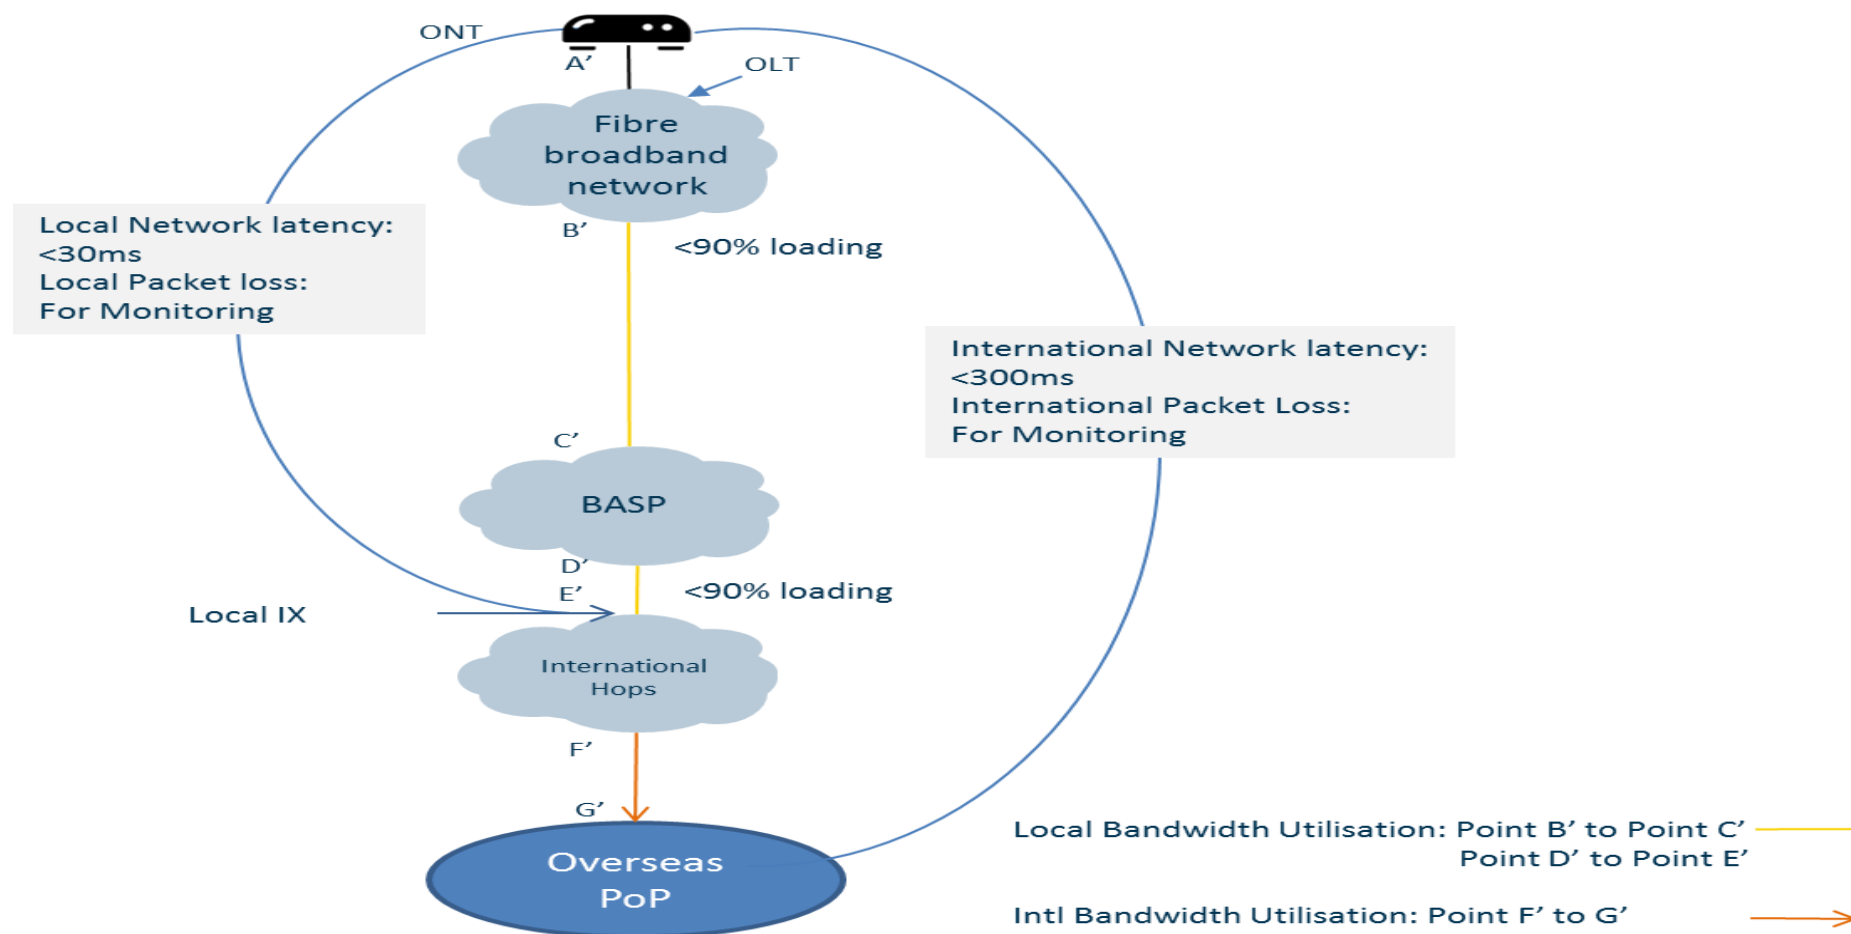 ONT
A’
OLT
Fibre
broadband
network
B’
<90% loading
Local Network latency:
<30ms
Local Packet loss:
For Monitoring
International Network latency:
<300ms
International Packet Loss:
For Monitoring
C’
BASP
D’
E’
<90% loading
Local IX
International
Hops
F’
G’
Overseas
PoP
Local Bandwidth Utilisation: Point B’ to Point C’
Point D’ to Point E’
Intl Bandwidth Utilisation: Point F’ to G’